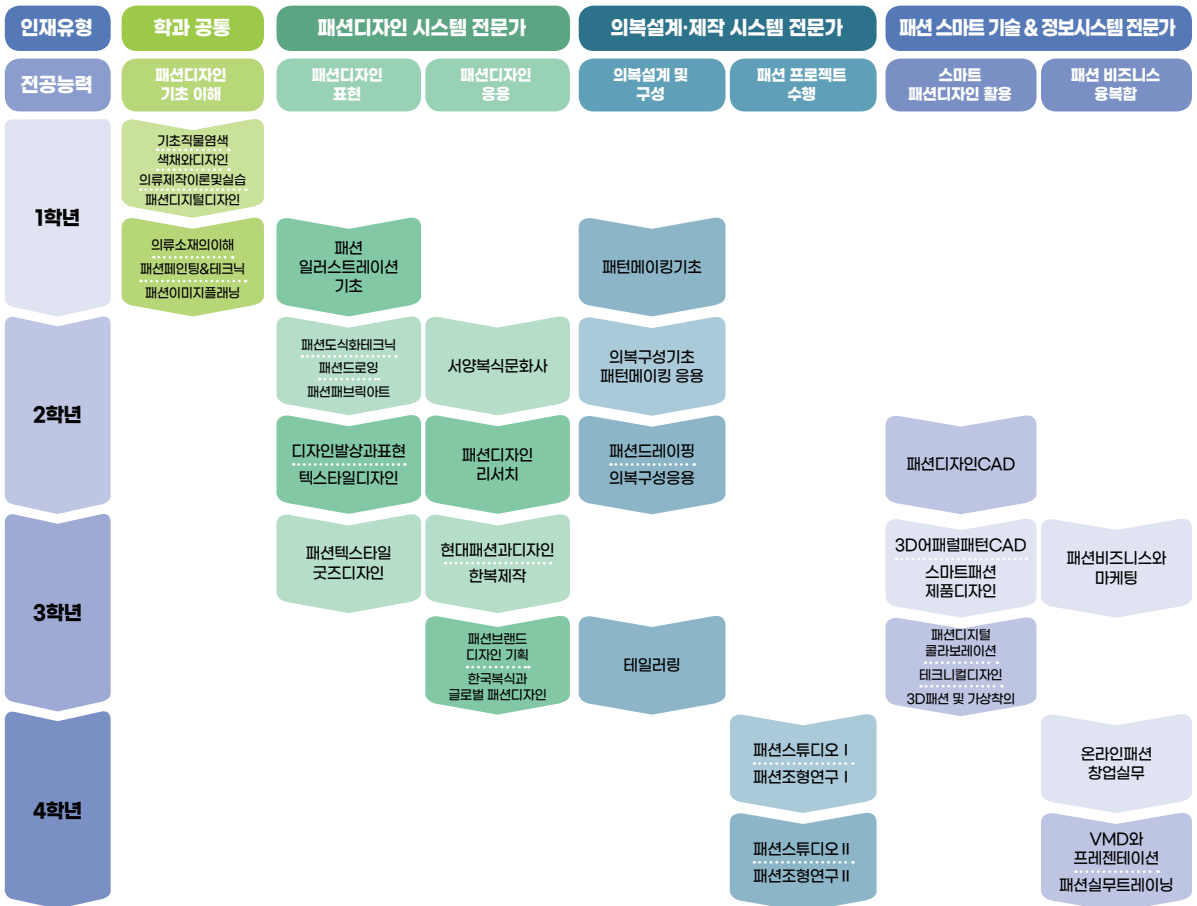 인재유형
학과 공통
패션디자인 시스템 전문가
의복설계·제작 시스템 전문가
패션 스마트 기술 & 정보시스템 전문가
전공능력
패션디자인
기초 이해
패션디자인
표현
패션디자인
응용
의복설계 및
구성
패션 프로젝트
수행
스마트
패션디자인 활용
패션 비즈니스
융복합
1학년
기초직물염색
색채와디자인
의류제작이론및실습
패션디지털디자인
의류소재의이해
패션페인팅&테크닉
패션이미지플래닝
패션
일러스트레이션
기초
패턴메이킹기초
2학년
패션도식화테크닉
패션드로잉
패션패브릭아트
서양복식문화사
의복구성기초
패턴메이킹 응용
디자인발상과표현
텍스타일디자인
패션디자인
리서치
패션드레이핑
의복구성응용
패션디자인CAD
3학년
패션텍스타일
굿즈디자인
현대패션과디자인
한복제작
3D어패럴패턴CAD
스마트패션
제품디자인
패션비즈니스와
마케팅
패션브랜드
디자인 기획
한국복식과
글로벌 패션디자인
테일러링
패션디지털
콜라보레이션
테크니컬디자인
3D패션 및 가상착의
4학년
패션스튜디오 I
패션조형연구 I
온라인패션
창업실무
패션스튜디오 II
패션조형연구 II
VMD와
프레젠테이션
패션실무트레이닝